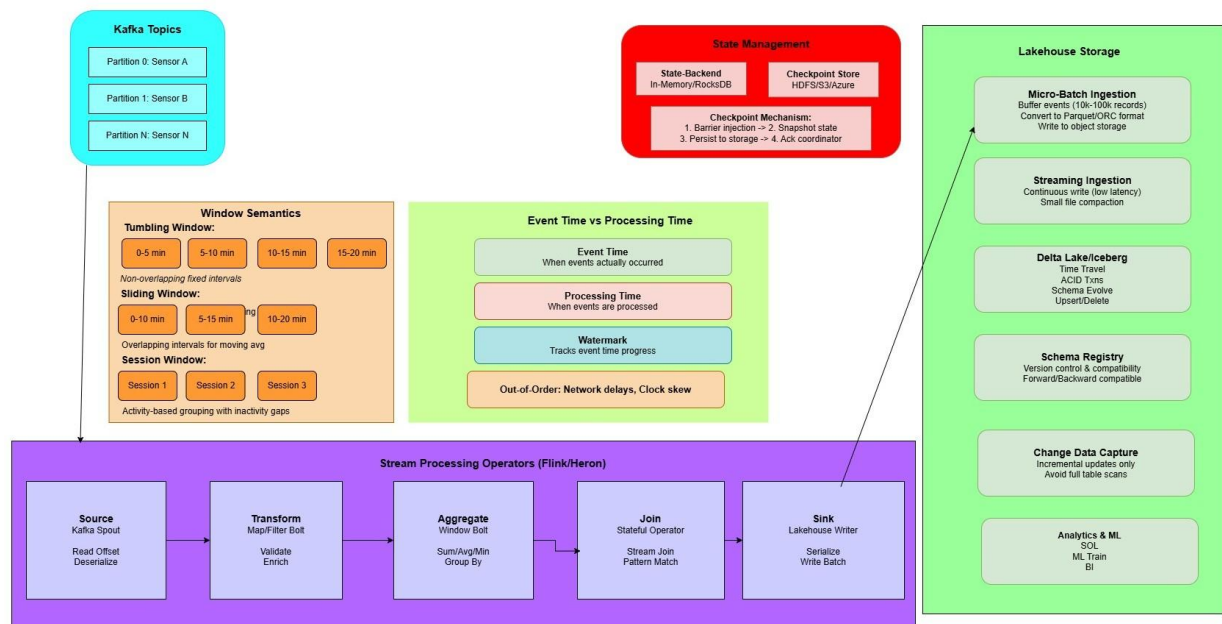 Kafka Topics
Partition 0: Sensor A
Partition 1: Sensor B
Partition N: Sensor N
State Management
State-Backend
In-Memory/RocksDB
Checkpoint Store
HDFS/S3/Azure
Checkpoint Mechanism:
1. Barrier injection -> 2. Snapshot state
3. Persist to storage -> 4. Ack coordinator
Window Semantics
Tumbling Window:
0-5 min
5-10 min
10-15 min
15-20 min
Non-overlapping fixed intervals
Sliding Window:
0-10 min
5-15 min
10-20 min
Overlapping intervals for moving avg
Session Window:
Session 1
Session 2
Session 3
Activity-based grouping with inactivity gaps
Event Time vs Processing Time
Event Time
When events actually occurred
Processing Time
When events are processed
Watermark
Tracks event time progress
Out-of-Order: Network delays, Clock skew
Stream Processing Operators (Flink/Heron)
Source
Kafka Spout
Read Offset
Deserialize
Transform
Map/Filter Bolt
Validate
Enrich
Aggregate
Window Bolt
Sum/Avg/Min
Group By
Join
Stateful Operator
Stream Join
Pattern Match
Sink
Lakehouse Writer
Serialize
Write Batch
Lakehouse Storage
Micro-Batch Ingestion
Buffer events (10k-100k records)
Convert to Parquet/ORC format
Write to object storage
Streaming Ingestion
Continuous write (low latency)
Small file compaction
Delta Lake/Iceberg
Time Travel
ACID Txns
Schema Evolve
Upsert/Delete
Schema Registry
Version control & compatibility
Forward/Backward compatible
Change Data Capture
Incremental updates only
Avoid full table scans
Analytics & ML
SQL
ML Train
BI